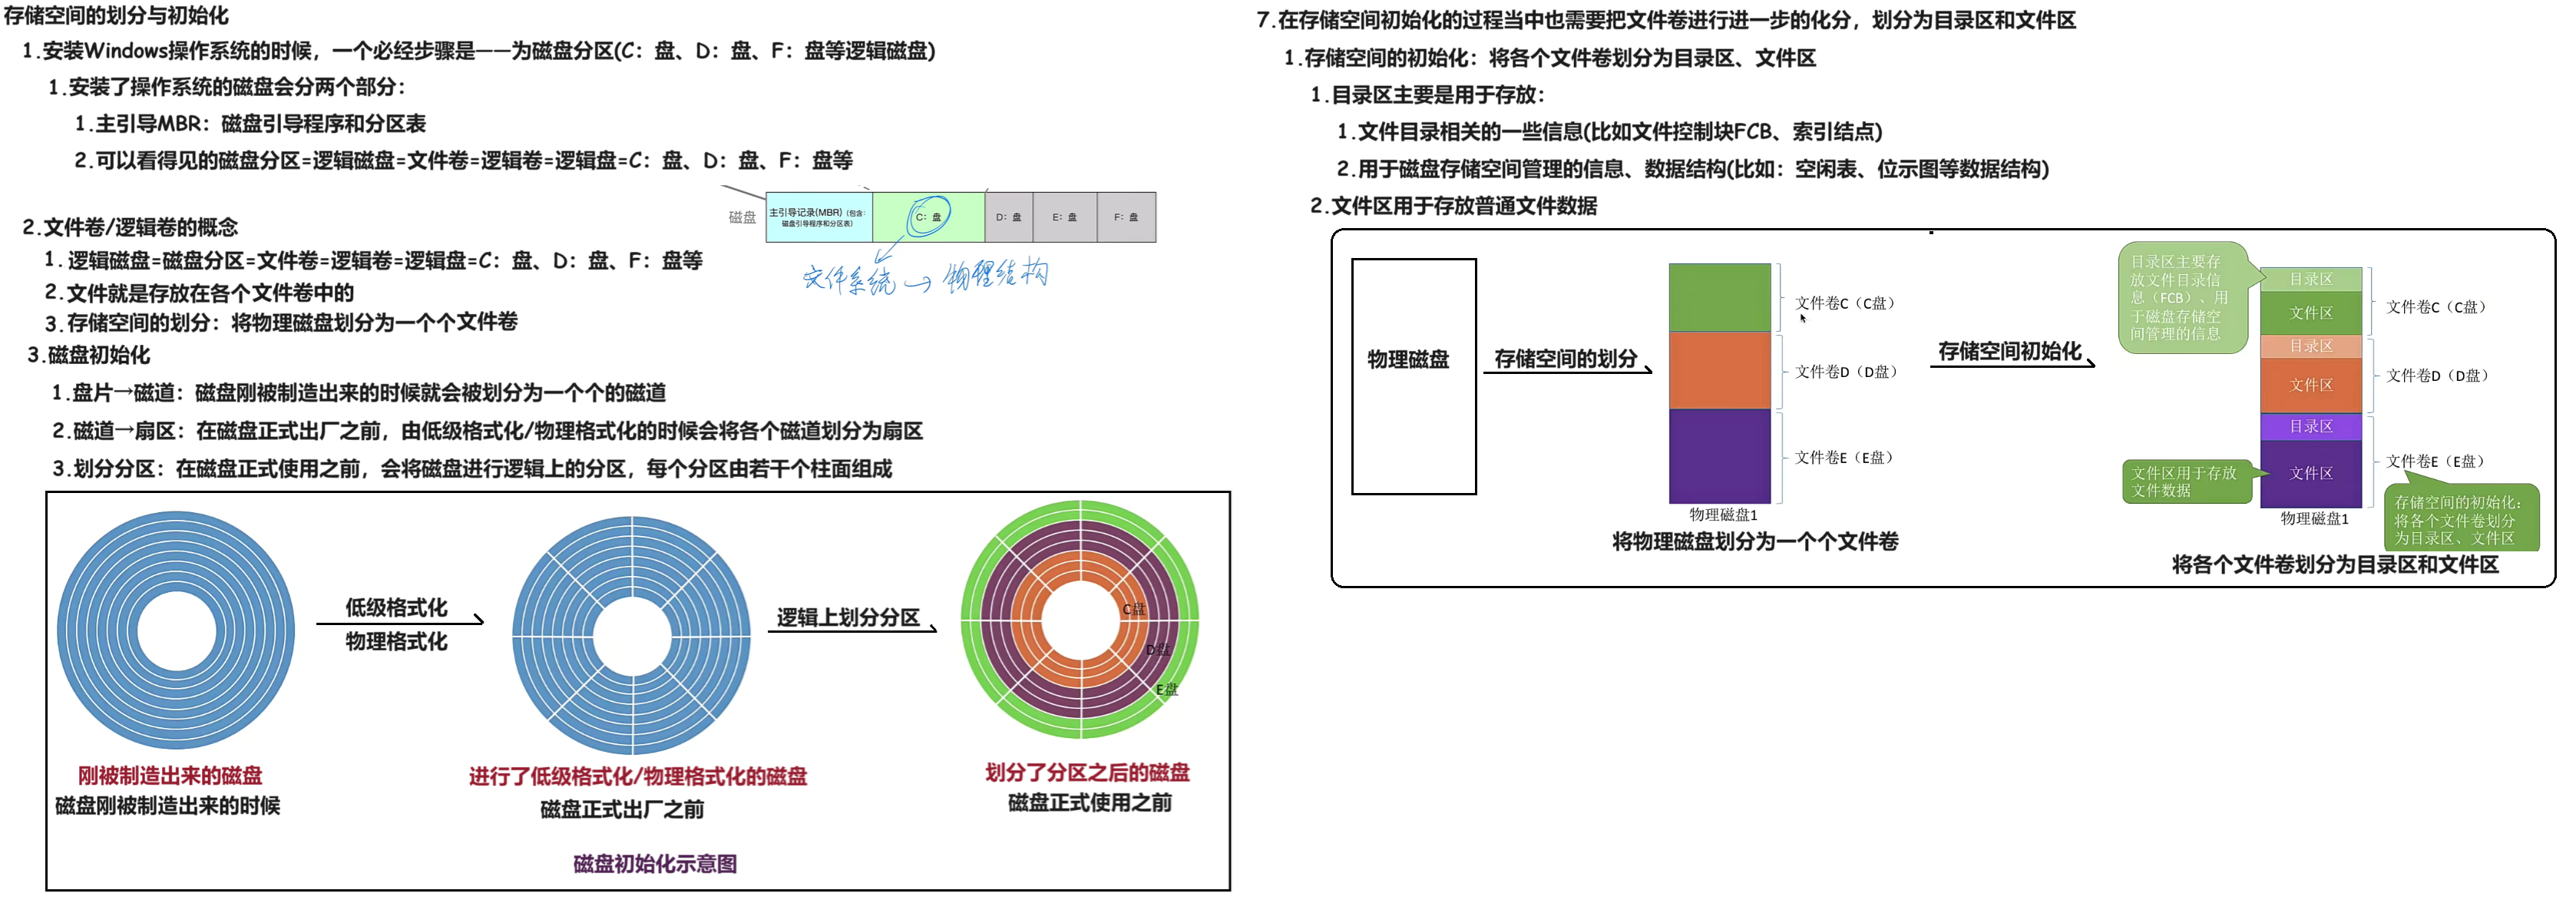 存储空间的划分与初始化
1.安装Windows操作系统的时候，一个必经步骤是——为磁盘分区(C：盘、D：盘、F：盘等逻辑磁盘)
1.安装了操作系统的磁盘会分两个部分：
1.主引导MBR：磁盘引导程序和分区表
2.可以看得见的磁盘分区=逻辑磁盘=文件卷=逻辑卷=逻辑盘=C：盘、D：盘、F：盘等
磁盘
主引导记录(MBR)（包含：
磁盘引导程序和分区表）
C：盘
D：盘
E：盘
F：盘
文件系统→物理结构
2.文件卷/逻辑卷的概念
1. 逻辑磁盘=磁盘分区=文件卷=逻辑卷=逻辑盘=C：盘、D：盘、F：盘等
2.文件就是存放在各个文件卷中的
3.存储空间的划分：将物理磁盘划分为一个个文件卷
3.磁盘初始化
1.盘片→磁道：磁盘刚被制造出来的时候就会被划分为一个个的磁道
2.磁道→扇区：在磁盘正式出厂之前，由低级格式化/物理格式化的时候会将各个磁道划分为扇区
3.划分分区：在磁盘正式使用之前，会将磁盘进行逻辑上的分区，每个分区由若干个柱面组成
低级格式化
物理格式化
逻辑上划分分区
C盘
D盘
E盘
刚被制造出来的磁盘
磁盘刚被制造出来的时候
进行了低级格式化/物理格式化的磁盘
磁盘正式出厂之前
划分了分区之后的磁盘
磁盘正式使用之前
磁盘初始化示意图
7.在存储空间初始化的过程当中也需要把文件卷进行进一步的化分，划分为目录区和文件区
1.存储空间的初始化：将各个文件卷划分为目录区、文件区
1.目录区主要是用于存放：
1.文件目录相关的一些信息(比如文件控制块FCB、索引结点)
2.用于磁盘存储空间管理的信息、数据结构(比如：空闲表、位示图等数据结构)
2.文件区用于存放普通文件数据
物理磁盘
存储空间的划分
文件卷C（C盘）
文件卷D（D盘）
文件卷E（E盘）
物理磁盘1
将物理磁盘划分为一个个文件卷
存储空间初始化
目录区主要存
放文件目录信
息（FCB）、用
于磁盘存储空
间管理的信息
目录区
文件区
文件卷C（C盘）
目录区
文件区
文件卷D（D盘）
目录区
文件区
文件卷E（E盘）
文件区用于存放
文件数据
存储空间的初始化：
将各个文件卷划分
为目录区、文件区
物理磁盘1
将各个文件卷划分为目录区和文件区